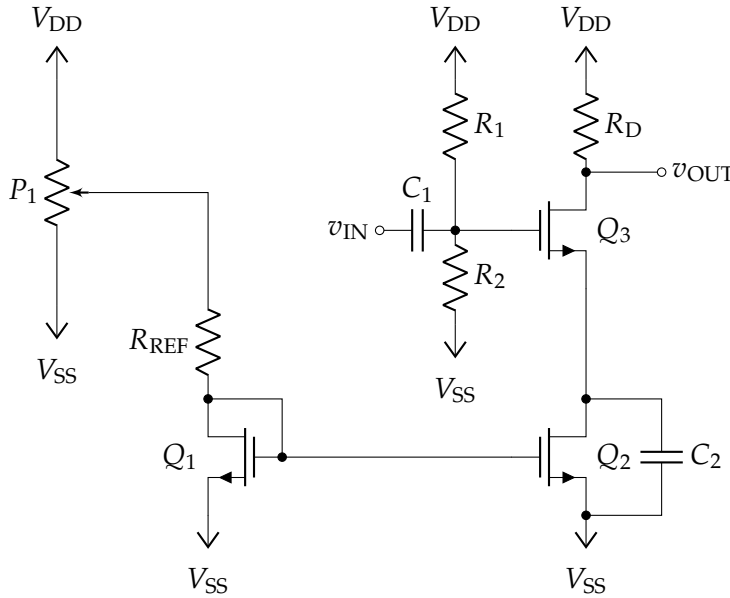 V_DD
V_DD
V_DD
R_1
R_D
P_1
C_1
v_OUT
v_IN
Q_3
R_2
R_REF
V_SS
V_SS
Q_1
Q_2
C_2
V_SS
V_SS